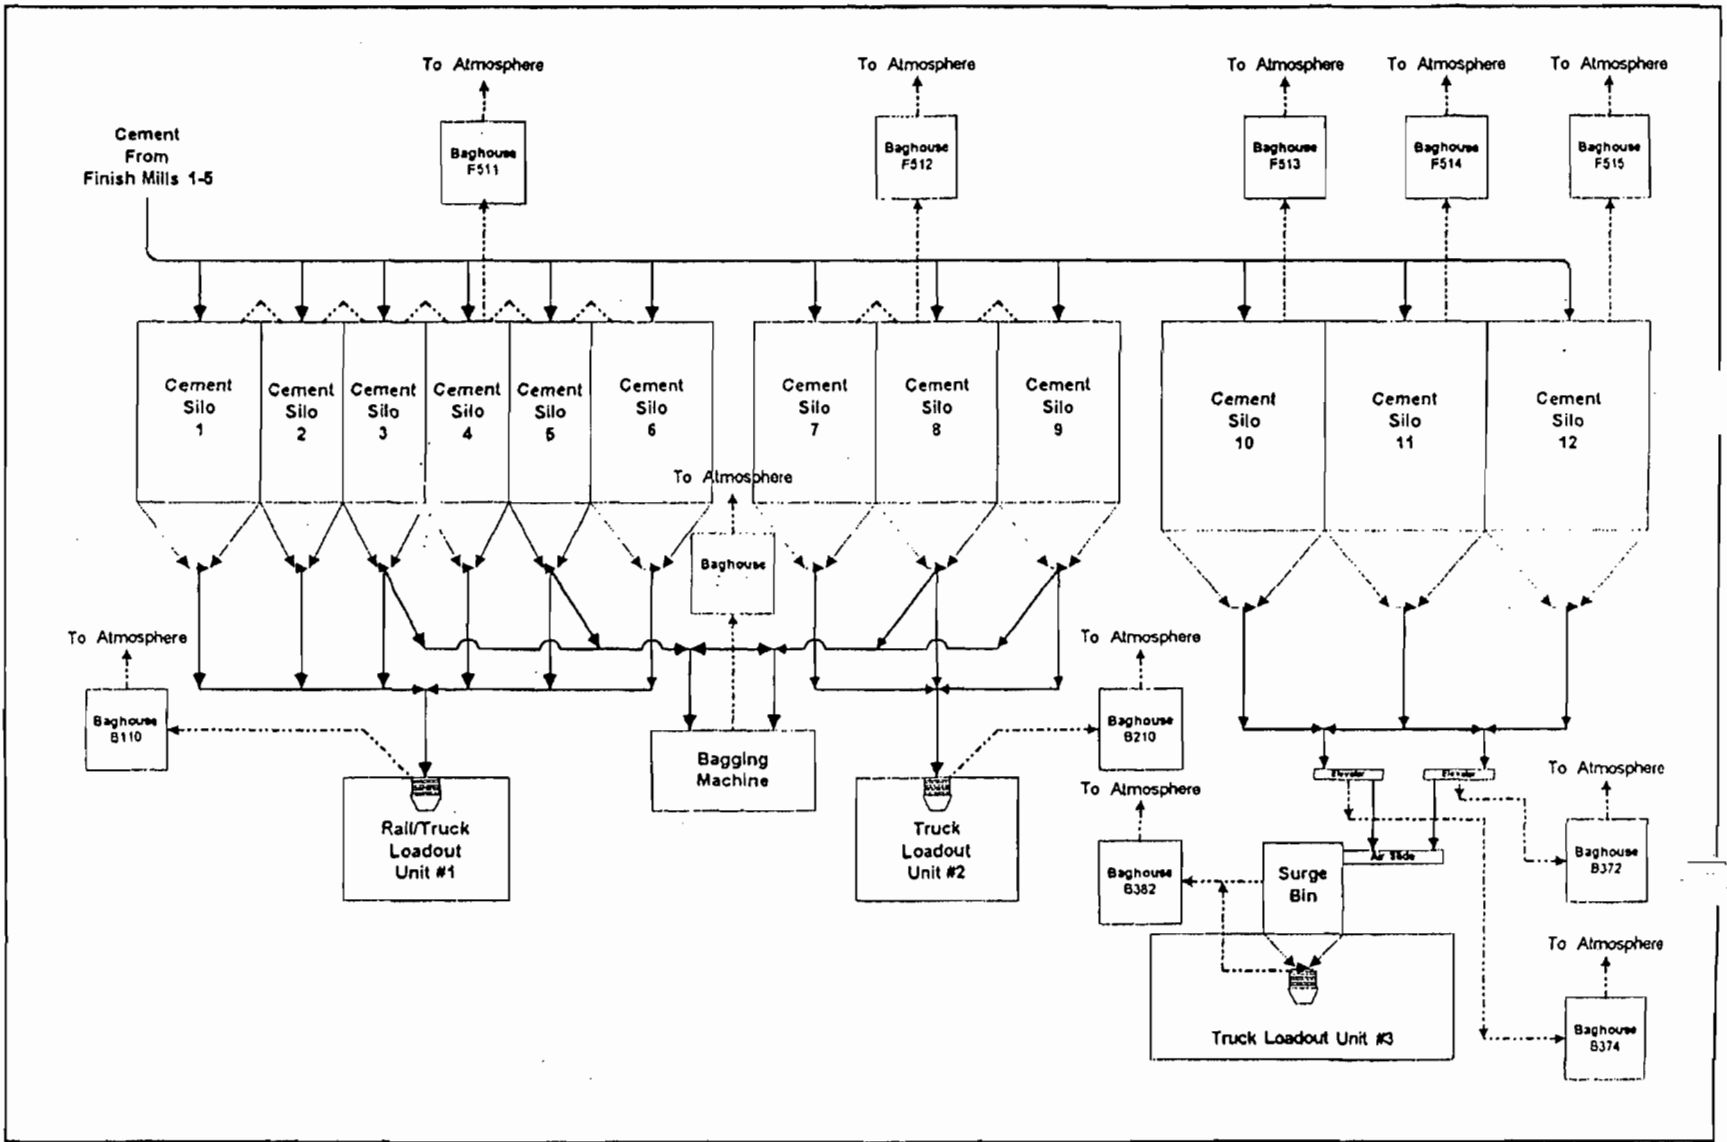 To Atmosphere
To Atmosphere
To Atmosphere
To Atmosphere
To Atmosphere
Cement
From
Finish Mills 1-5
Baghouse
F511
Baghouse
F512
Baghouse
F513
Baghouse
F514
Baghouse
F515
Cement
Silo
1
Cement
Silo
2
Cement
Silo
3
Cement
Silo
4
Cement
Silo
5
Cement
Silo
6
Cement
Silo
7
Cement
Silo
8
Cement
Silo
9
Cement
Silo
10
Cement
Silo
11
Cement
Silo
12
To Atmosphere
Baghouse
To Atmosphere
Baghouse
B110
Rail/Truck
Loadout
Unit #1
Bagging
Machine
Truck
Loadout
Unit #2
To Atmosphere
Baghouse
B210
To Atmosphere
Baghouse
B382
Elevator
Elevator
Air Slide
Surge
Bin
Truck Loadout Unit #3
To Atmosphere
Baghouse
B372
To Atmosphere
Baghouse
B374